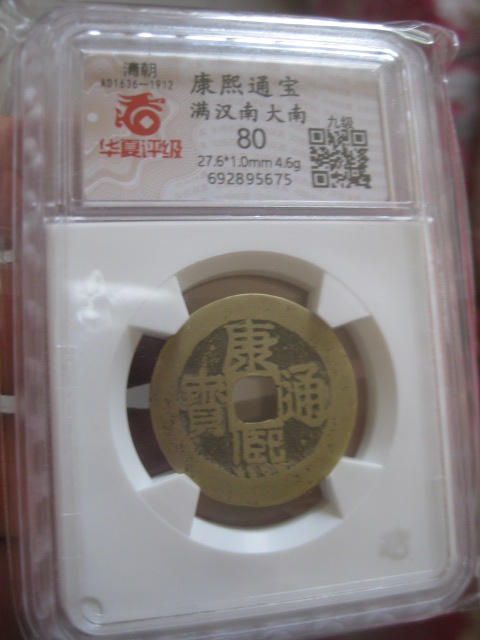 清朝
AD1636—1912
华夏评级
康熙通宝
满汉南大南
80
九级
27.6*1.0mm 4.6g
692895675
康熙通寶